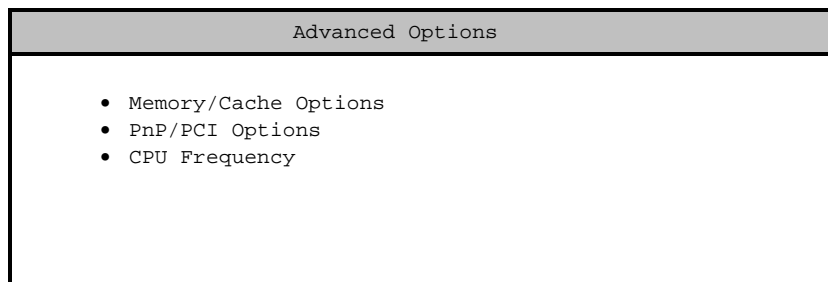 Advanced Options
• Memory/Cache Options
• PnP/PCI Options
• CPU Frequency